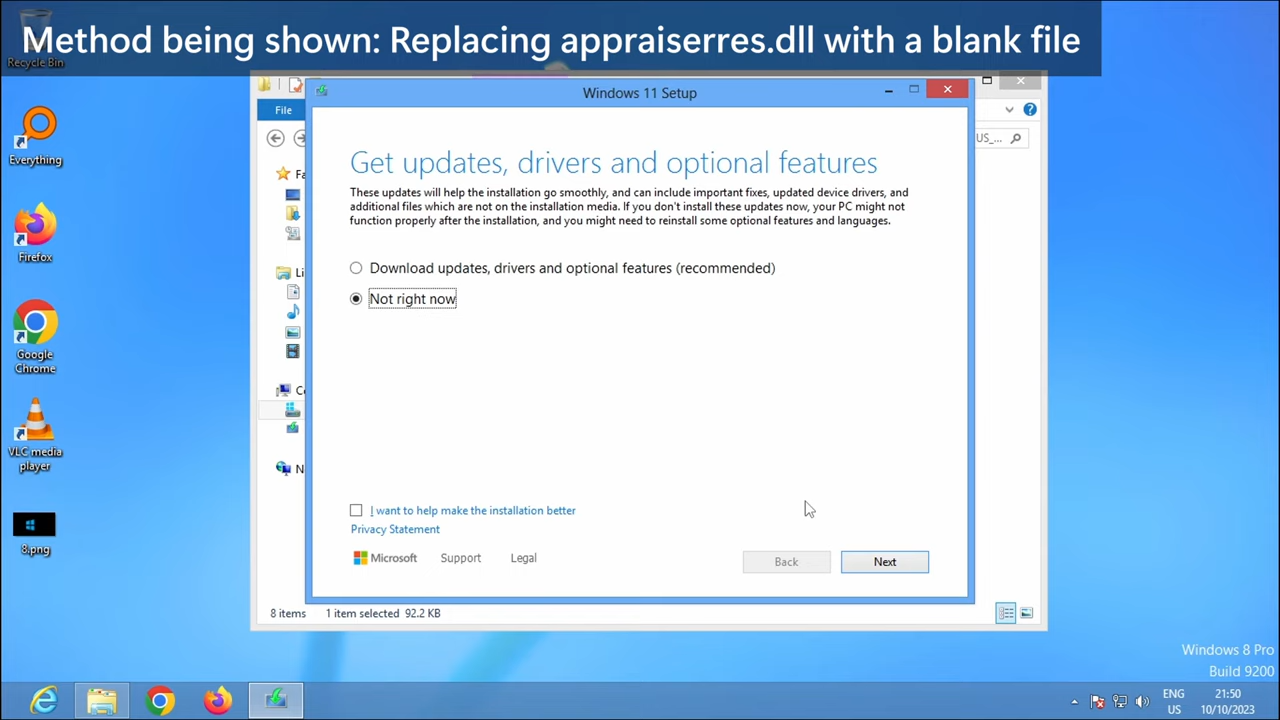 Method being shown: Replacing appraiserres.dll with a blank file
Recycle Bin
Everything
Firefox
Google
Chrome
VLC media
player
8.png
File
US_...
Windows 11 Setup
Get updates, drivers and optional features
These updates will help the installation go smoothly, and can include important fixes, updated device drivers, and
additional files which are not on the installation media. If you don't install these updates now, your PC might not
function properly after the installation, and you might need to reinstall some optional features and languages.
Download updates, drivers and optional features (recommended)
Not right now
I want to help make the installation better
Privacy Statement
Microsoft Support Legal
Back Next
8 items 1 item selected 92.2 KB
Windows 8 Pro
Build 9200
ENG 21:50
US 10/10/2023